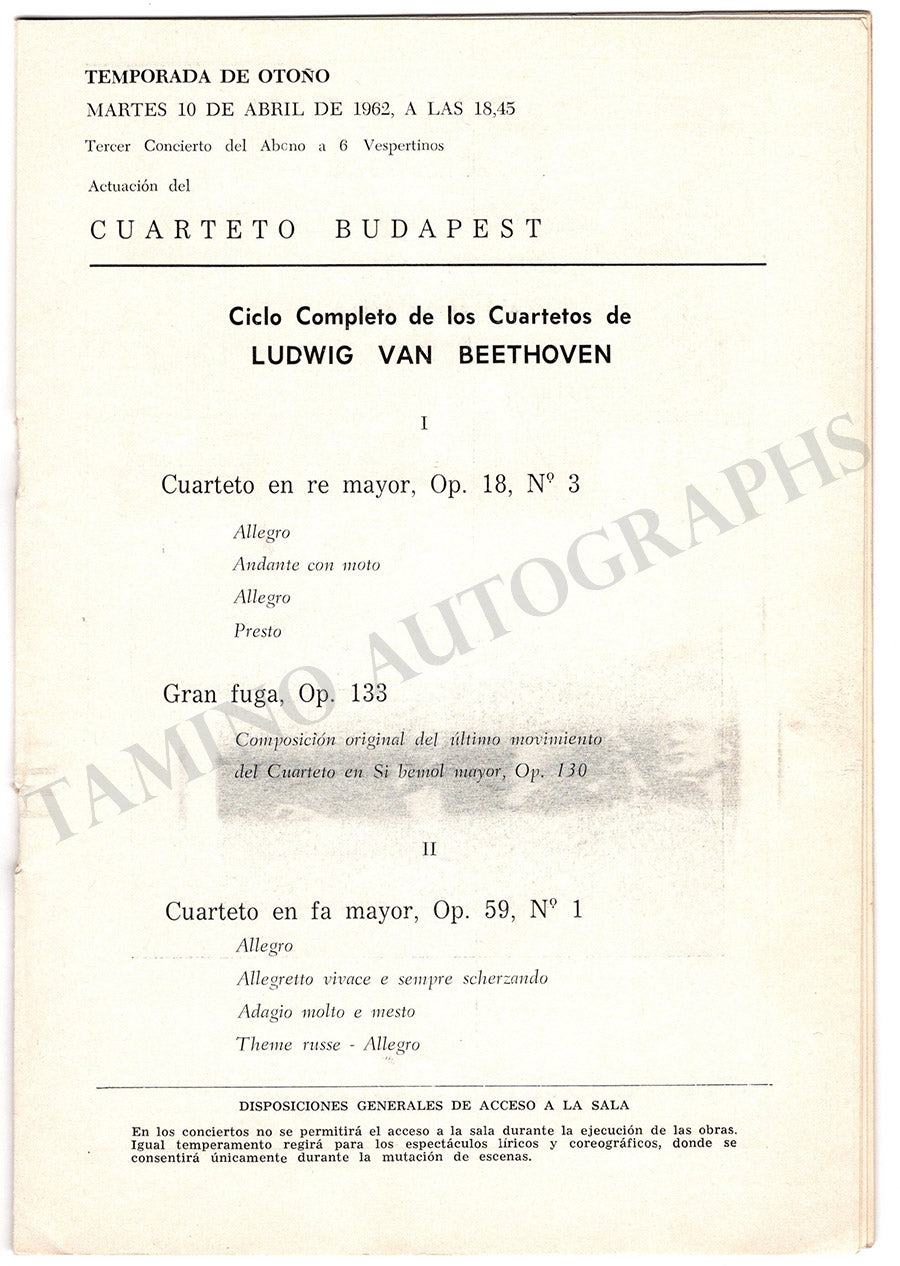 TEMPORADA DE OTOÑO
MARTES 10 DE ABRIL DE 1962, A LAS 18,45
Tercer Concierto del Abono a 6 Vespertinos
Actuación del
CUARTETO BUDAPEST
Ciclo Completo de los Cuartetos de
LUDWIG VAN BEETHOVEN
I
Cuarteto en re mayor, Op. 18, Nº 3
Allegro
Andante con moto
Allegro
Presto
Gran fuga, Op. 133
Composición original del último movimiento
del Cuarteto en Si bemol mayor, Op. 130
II
Cuarteto en fa mayor, Op. 59, Nº 1
Allegro
Allegretto vivace e sempre scherzando
Adagio molto e mesto
Theme russe - Allegro
DISPOSICIONES GENERALES DE ACCESO A LA SALA
En los conciertos no se permitirá el acceso a la sala durante la ejecución de las obras.
Igual temperamento regirá para los espectáculos líricos y coreográficos, donde se
consentirá únicamente durante la mutación de escenas.
TAMINO AUTOGRAPHS